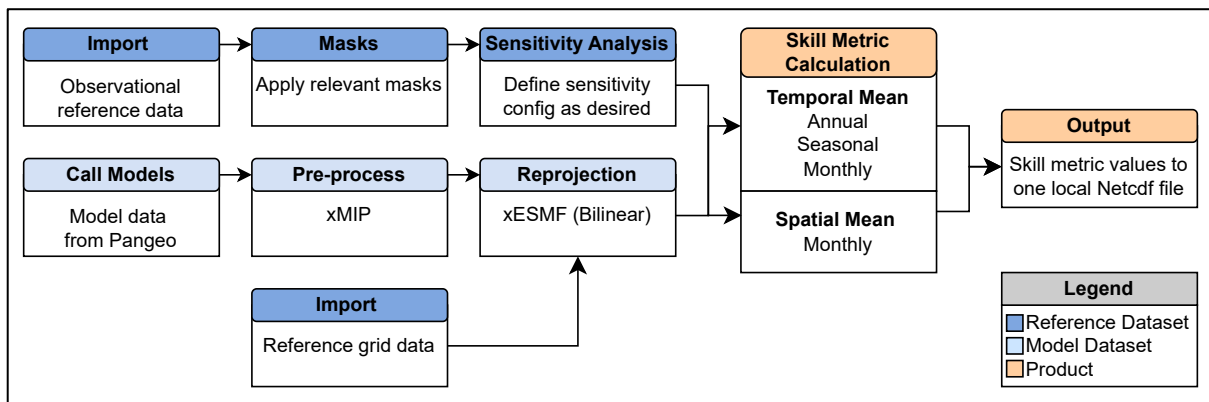 Import
Observational
reference data
Masks
Apply relevant masks
Sensitivity Analysis
Define sensitivity
config as desired
Call Models
Model data
from Pangeo
Pre-process
xMIP
Reprojection
xESMF (Bilinear)
Import
Reference grid data
Skill Metric
Calculation
Temporal Mean
Annual
Seasonal
Monthly
Spatial Mean
Monthly
Output
Skill metric values to
one local Netcdf file
Legend
Reference Dataset
Model Dataset
Product